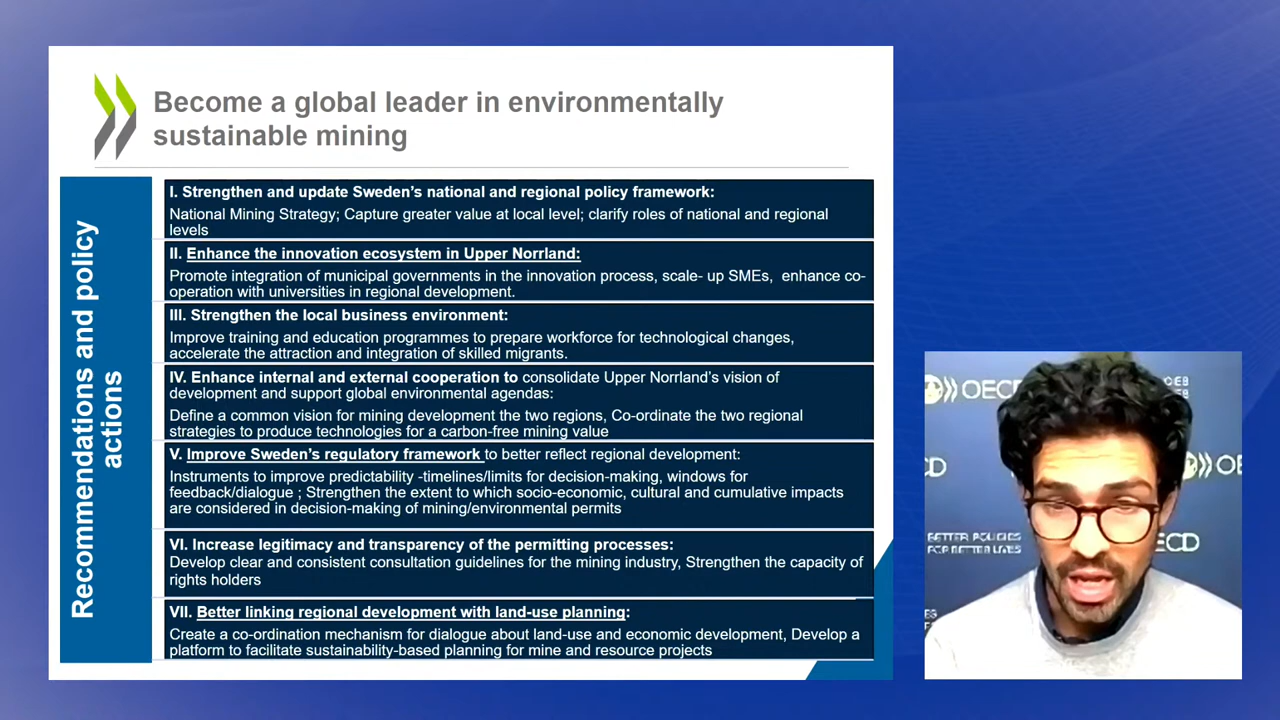 Become a global leader in environmentally
sustainable mining
Recommendations and policy
actions
I. Strengthen and update Sweden's national and regional policy framework:
National Mining Strategy; Capture greater value at local level; clarify roles of national and regional
levels
II. Enhance the innovation ecosystem in Upper Norrland:
Promote integration of municipal governments in the innovation process, scale- up SMEs, enhance co-
operation with universities in regional development.
III. Strengthen the local business environment:
Improve training and education programmes to prepare workforce for technological changes,
accelerate the attraction and integration of skilled migrants.
IV. Enhance internal and external cooperation to consolidate Upper Norrland's vision of
development and support global environmental agendas:
Define a common vision for mining development the two regions, Co-ordinate the two regional
strategies to produce technologies for a carbon-free mining value
V. Improve Sweden's regulatory framework to better reflect regional development:
Instruments to improve predictability -timelines/limits for decision-making, windows for
feedback/dialogue ; Strengthen the extent to which socio-economic, cultural and cumulative impacts
are considered in decision-making of mining/environmental permits
VI. Increase legitimacy and transparency of the permitting processes:
Develop clear and consistent consultation guidelines for the mining industry, Strengthen the capacity of
rights holders
VII. Better linking regional development with land-use planning:
Create a co-ordination mechanism for dialogue about land-use and economic development, Develop a
platform to facilitate sustainability-based planning for mine and resource projects
OECD
BETTER POLICIES
FOR BETTER LIVES